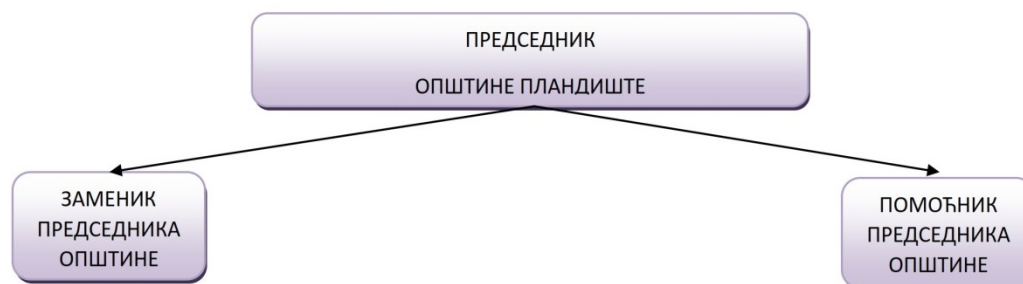 ПРЕДСЕДНИК
ОПШТИНЕ ПЛАНДИШТЕ
ЗАМЕНИК
ПРЕДСЕДНИКА
ОПШТИНЕ
ПОМОЋНИК
ПРЕДСЕДНИКА
ОПШТИНЕ